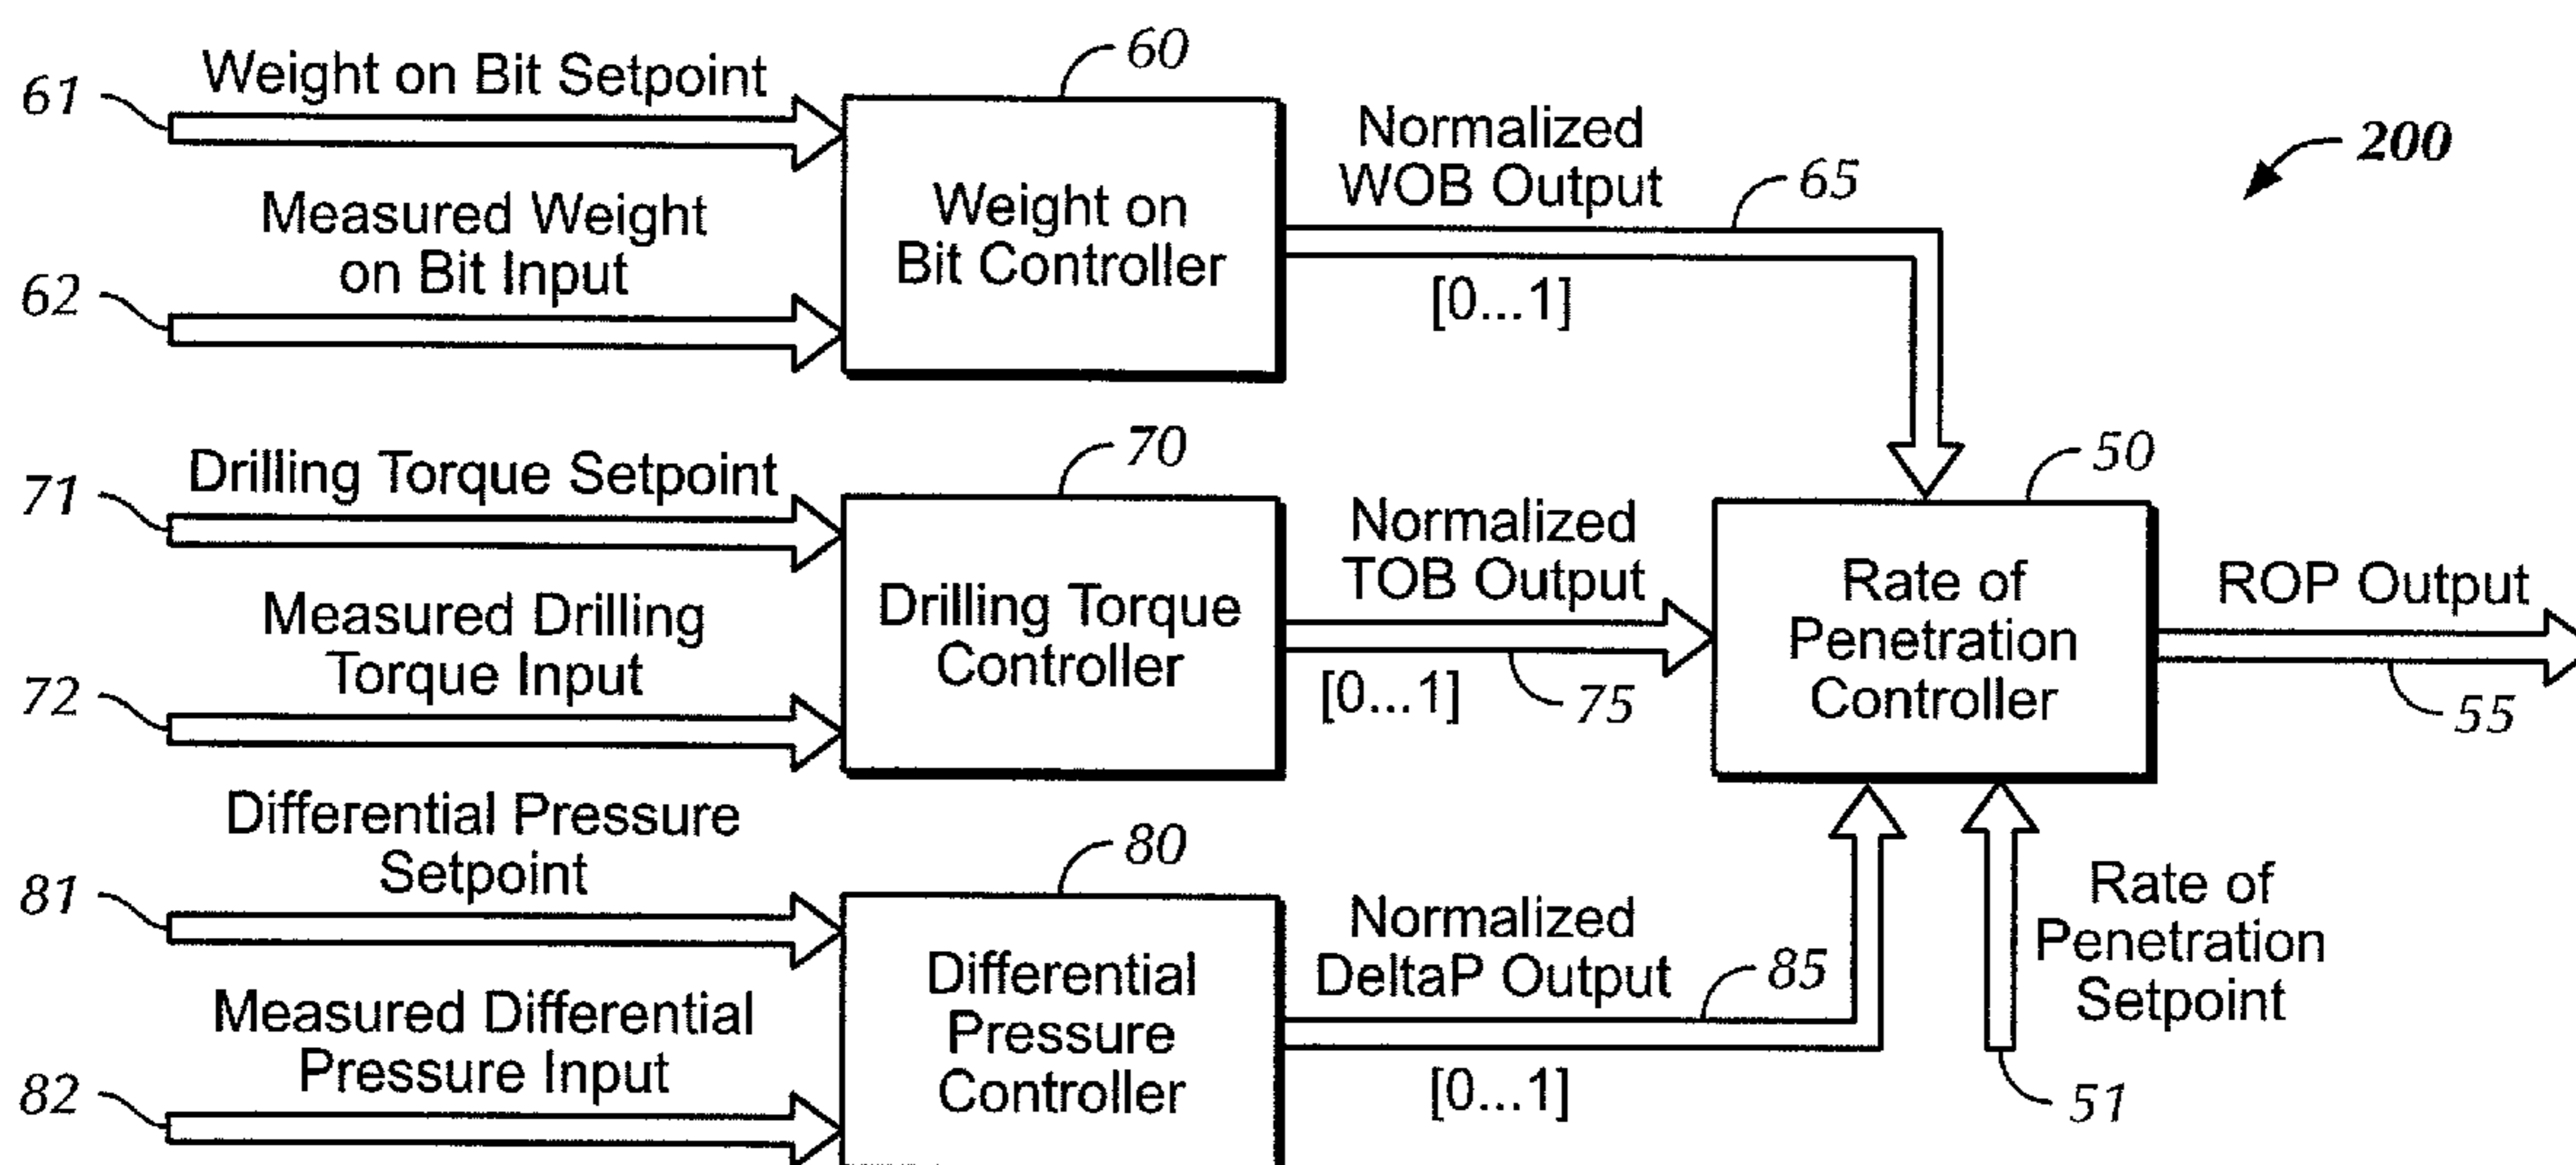 61
Weight on Bit Setpoint
62
Measured Weight
on Bit Input
60
Weight on
Bit Controller
Normalized
WOB Output
65
[0...1]
200
71
Drilling Torque Setpoint
72
Measured Drilling
Torque Input
70
Drilling Torque
Controller
Normalized
TOB Output
[0...1]
75
50
Rate of
Penetration
Controller
ROP Output
55
81
Differential Pressure
Setpoint
82
Measured Differential
Pressure Input
80
Differential
Pressure
Controller
Normalized
DeltaP Output
85
[0...1]
Rate of
Penetration
Setpoint
51